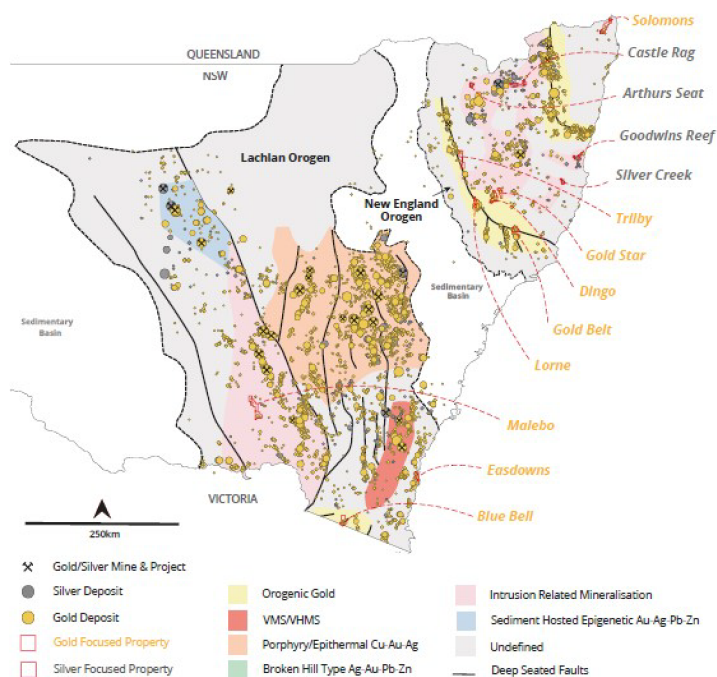 Solomons
QUEENSLAND
NSW
Castle Rag
Arthurs Seat
Goodwins Reef
Lachlan Orogen
Silver Creek
New England
Orogen
Trilby
Gold Star
Sedimentary
Basin
Dingo
Gold Belt
Sedimentary
Basin
Lorne
Malebo
Easdowns
VICTORIA
Blue Bell
250km
Gold/Silver Mine & Project
Silver Deposit
Gold Deposit
Gold Focused Property
Silver Focused Property
Orogenic Gold
VMS/VHMS
Porphyry/Epithermal Cu-Au-Ag
Broken Hill Type Ag-Au-Pb-Zn
Intrusion Related Mineralisation
Sediment Hosted Epigenetic Au-Ag-Pb-Zn
Undefined
Deep Seated Faults